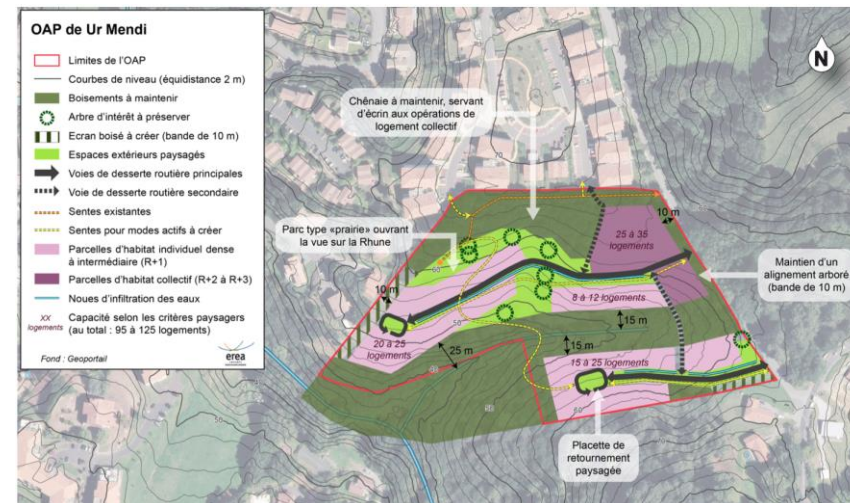 OAP de Ur Mendi
Limites de l'OAP
Courbes de niveau (équidistance 2 m)
Boisements à maintenir
Arbre d'intérêt à préserver
Ecran boisé à créer (bande de 10 m)
Espaces extérieurs paysagés
Voies de desserte routière principales
Voie de desserte routière secondaire
Sentes existantes
Sentes pour modes actifs à créer
Parcelles d'habitat individuel dense
à intermédiaire (R+1)
Parcelles d'habitat collectif (R+2 à R+3)
Noues d'infiltration des eaux
XX
logements
Capacité selon les critères paysagers
(au total : 95 à 125 logements)
Fond : Geoportail
erea
N
Chênaie à maintenir, servant
d'écrin aux opérations de
logement collectif
Parc type «prairie» ouvrant
la vue sur la Rhune
10 m
25 à 35
logements
Maintien d'un
alignement arboré
(bande de 10 m)
10 m
8 à 12 logements
20 à 25
logements
25 m
15 m
15 m
15 à 25 logements
Placette de
retournement
paysagée